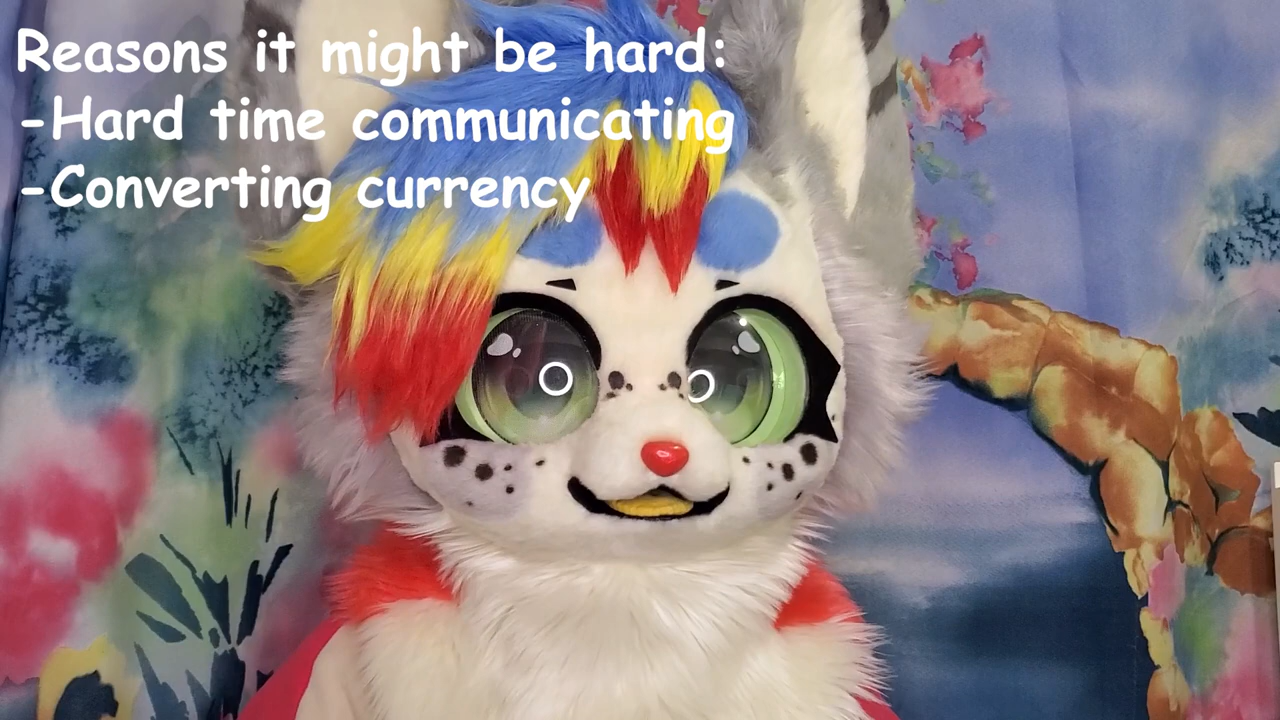 Reasons it might be hard:
-Hard time communicating
-Converting currency